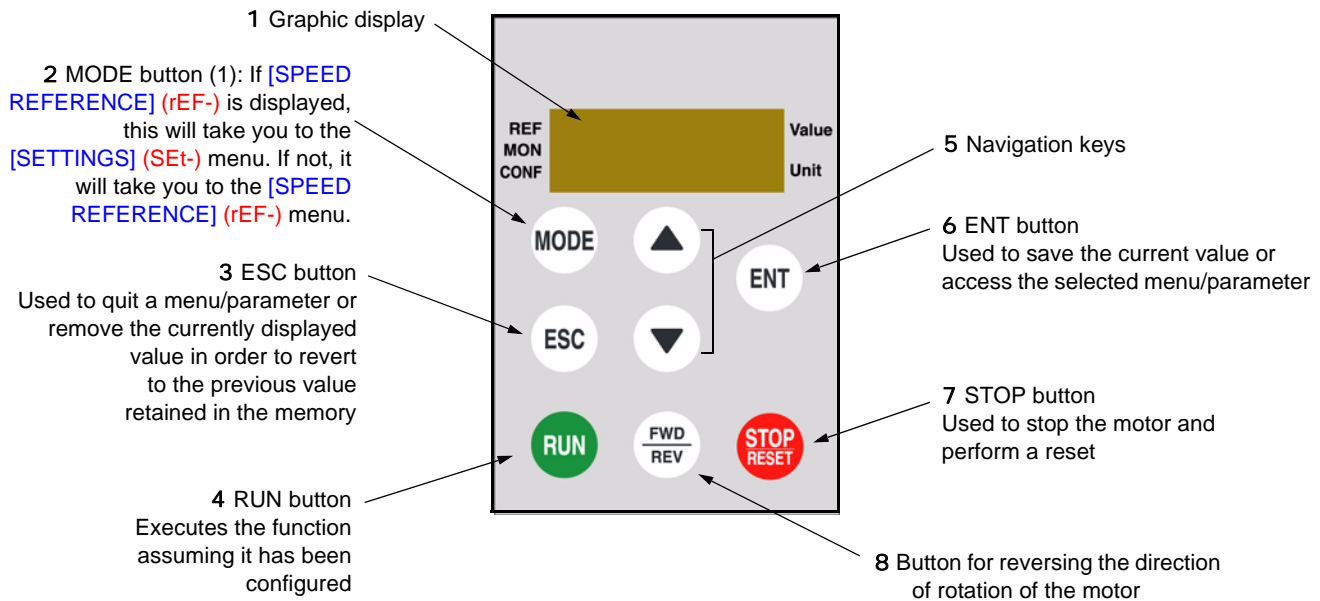 1 Graphic display
2 MODE button (1): If [SPEED
REFERENCE] (rEF-) is displayed,
this will take you to the
[SETTINGS] (SEt-) menu. If not, it
will take you to the [SPEED
REFERENCE] (rEF-) menu.
3 ESC button
Used to quit a menu/parameter or
remove the currently displayed
value in order to revert
to the previous value
retained in the memory
4 RUN button
Executes the function
assuming it has been
configured
REF
MON
CONF
Value
Unit
MODE
ENT
ESC
RUN
FWD
REV
STOP
RESET
5 Navigation keys
6 ENT button
Used to save the current value or
access the selected menu/parameter
7 STOP button
Used to stop the motor and
perform a reset
8 Button for reversing the direction
of rotation of the motor